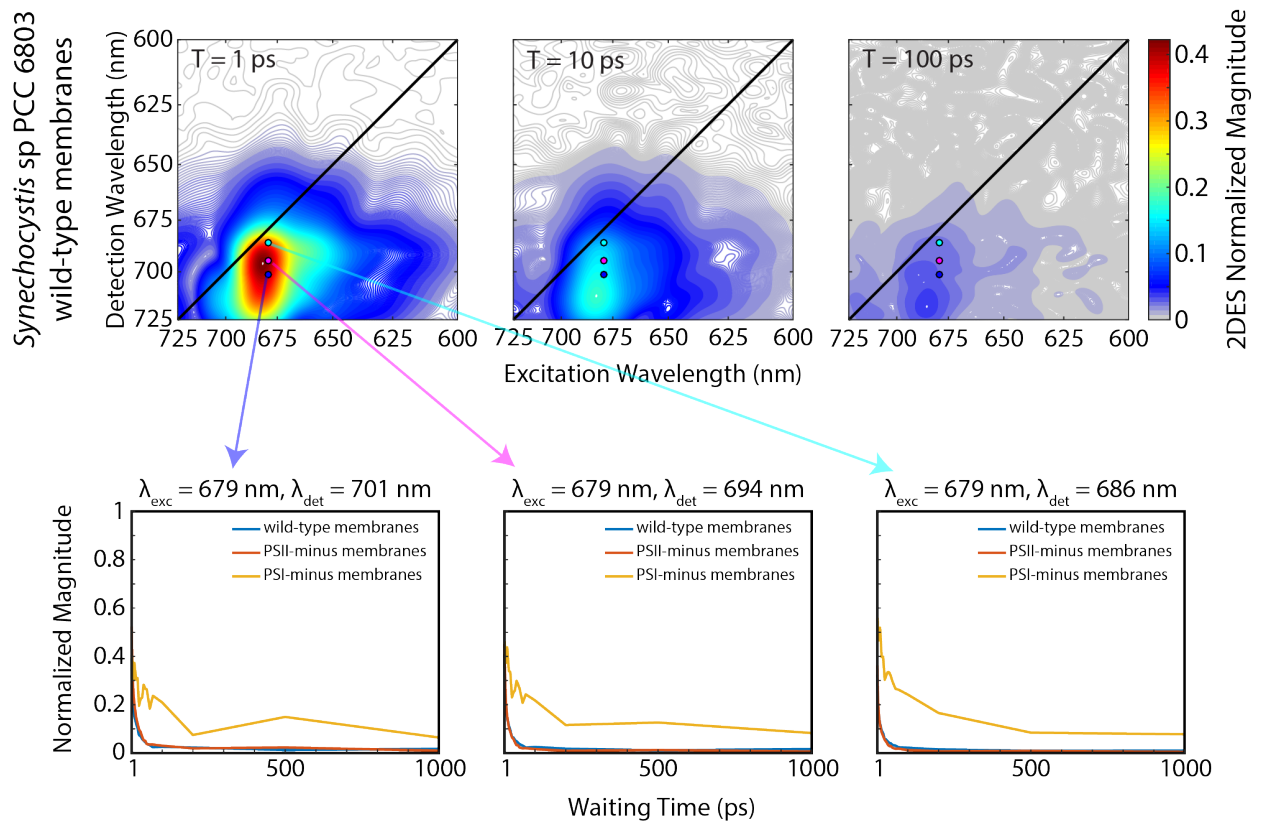 Synechocystis sp PCC 6803
wild-type membranes
Detection Wavelength (nm)
600
625
650
675
700
725
T = 1 ps
T = 10 ps
T = 100 ps
725 700 675 650 625 600
725 700 675 650 625 600
725 700 675 650 625 600
Excitation Wavelength (nm)
0.4
0.3
0.2
0.1
0
2DES Normalized Magnitude
λexc = 679 nm, λdet = 701 nm
λexc = 679 nm, λdet = 694 nm
λexc = 679 nm, λdet = 686 nm
Normalized Magnitude
1
0.8
0.6
0.4
0.2
0
wild-type membranes
PSII-minus membranes
PSI-minus membranes
wild-type membranes
PSII-minus membranes
PSI-minus membranes
wild-type membranes
PSII-minus membranes
PSI-minus membranes
1 500 1000
1 500 1000
1 500 1000
Waiting Time (ps)